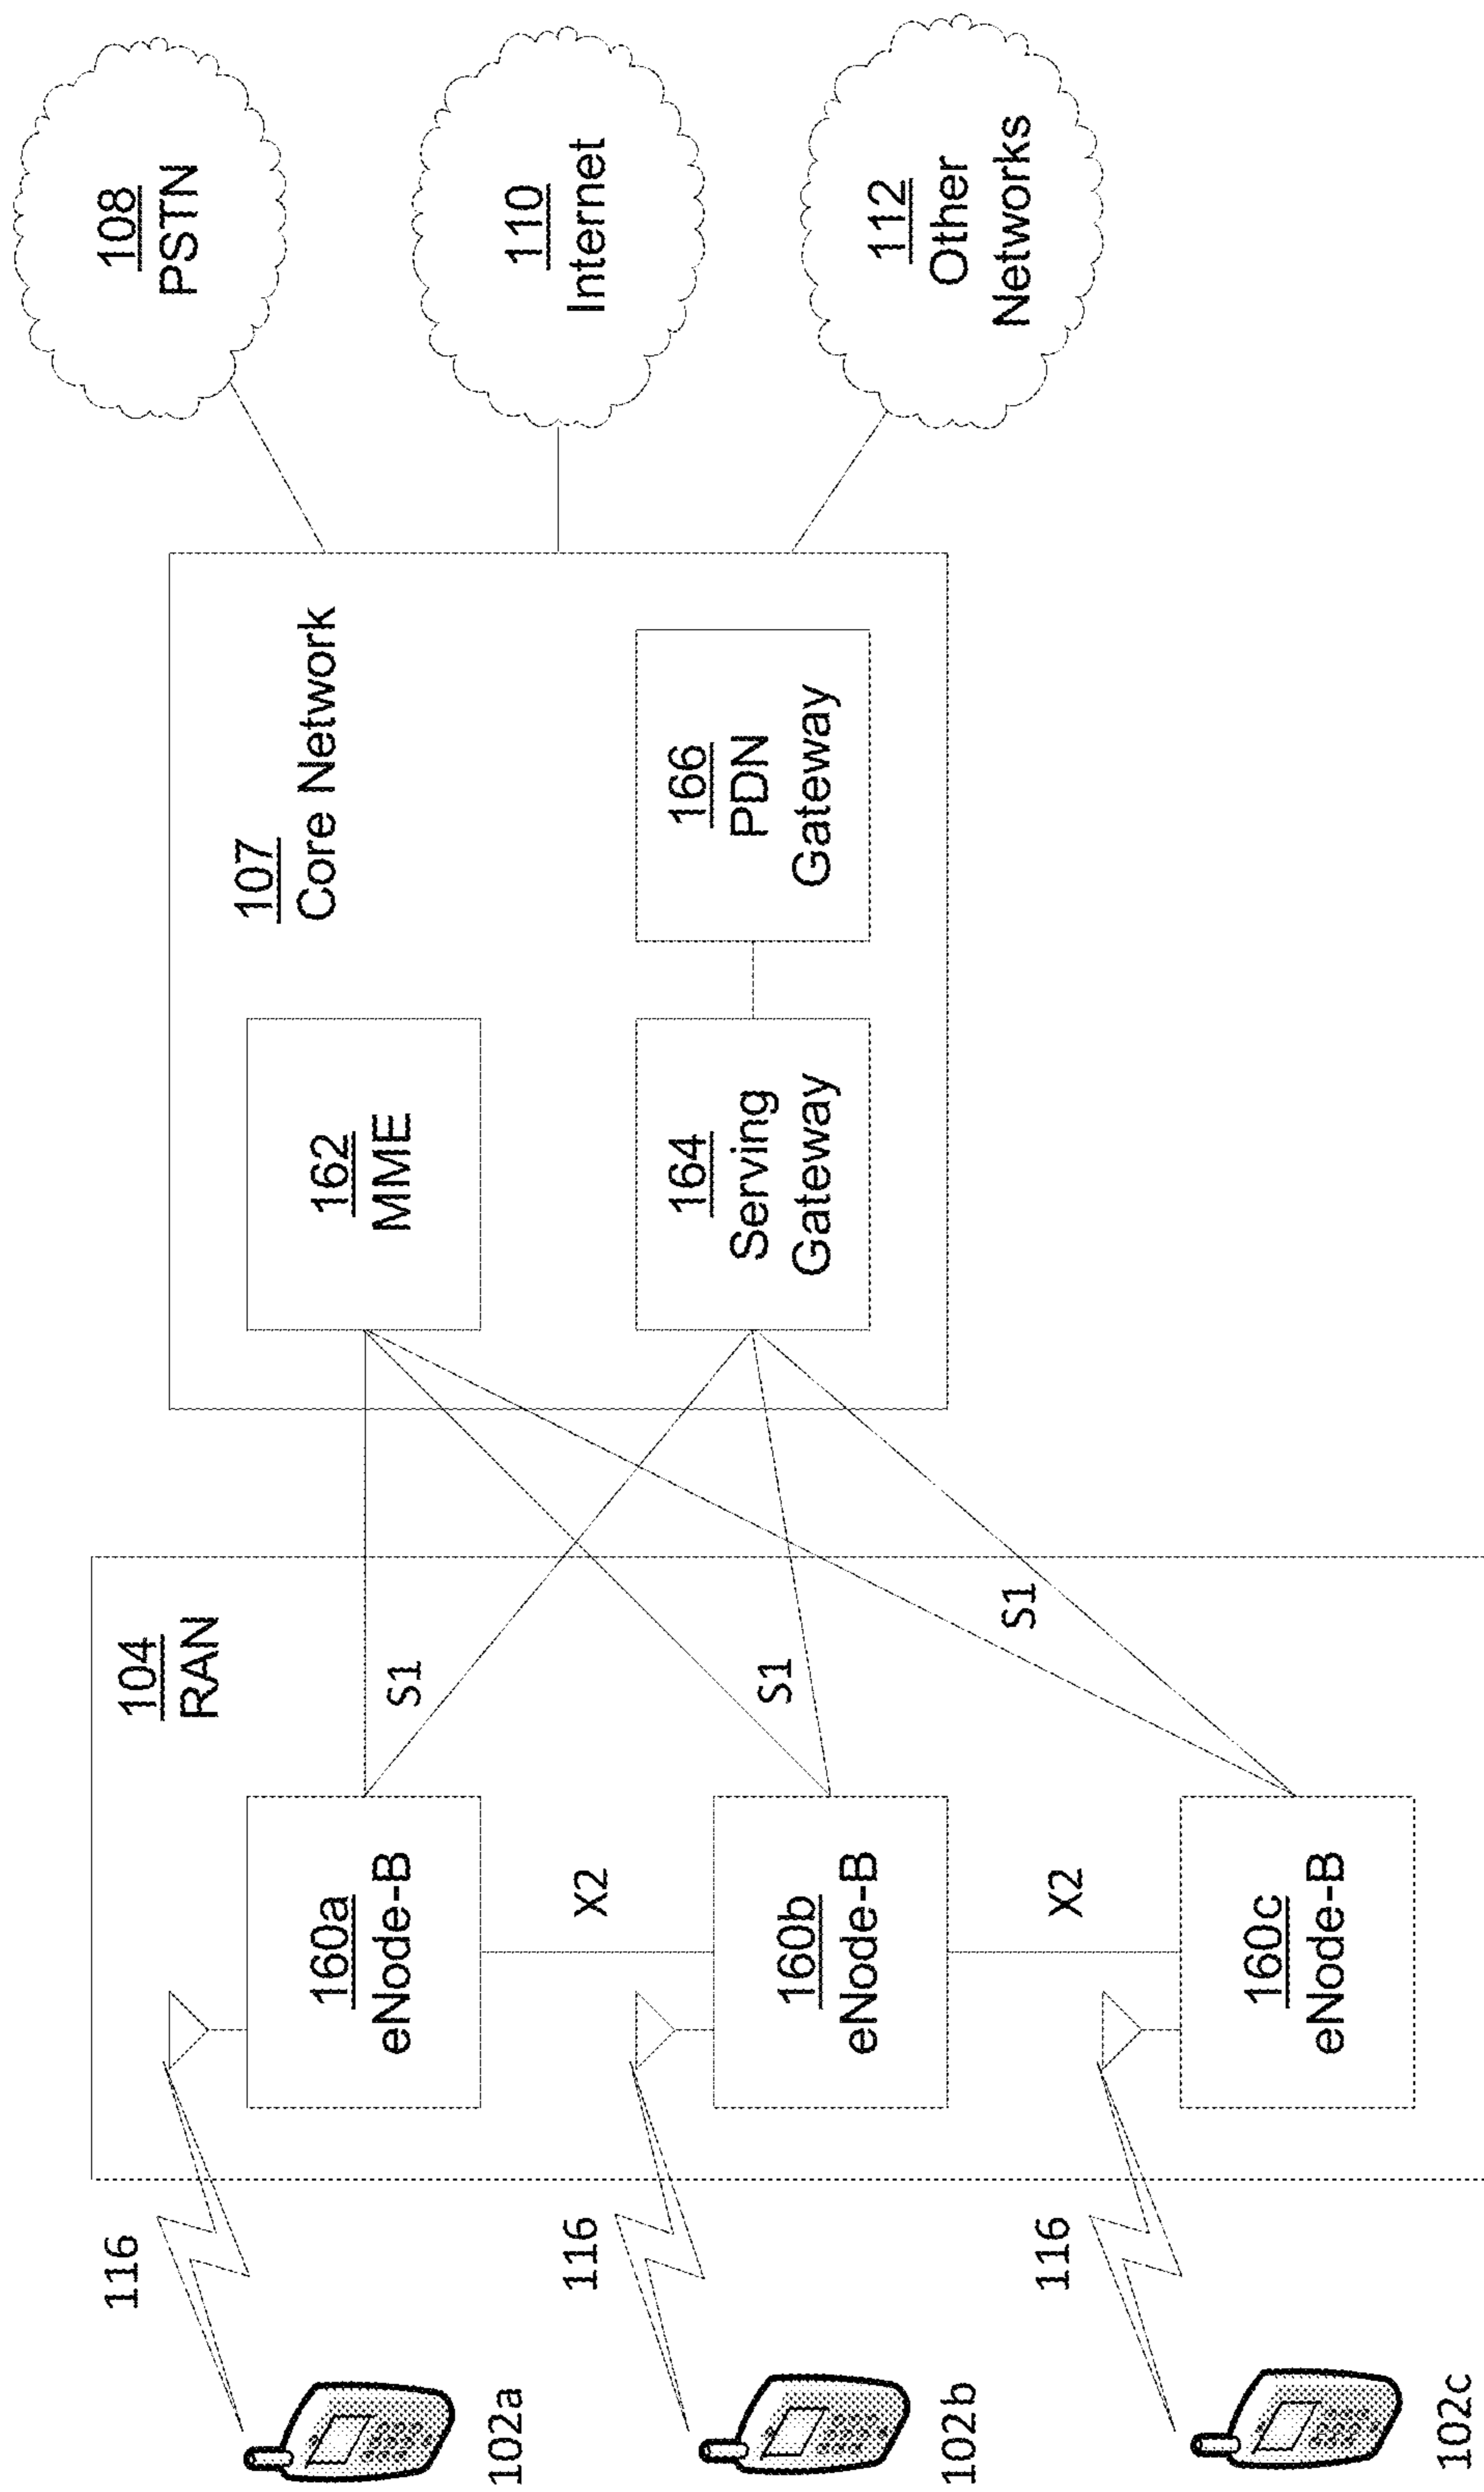 104
RAN
116
160a
eNode-B
102a
S1
X2
116
160b
eNode-B
102b
S1
X2
116
160c
eNode-B
102c
S1
107
Core Network
162
MME
164
Serving
Gateway
166
PDN
Gateway
108
PSTN
110
Internet
112
Other
Networks